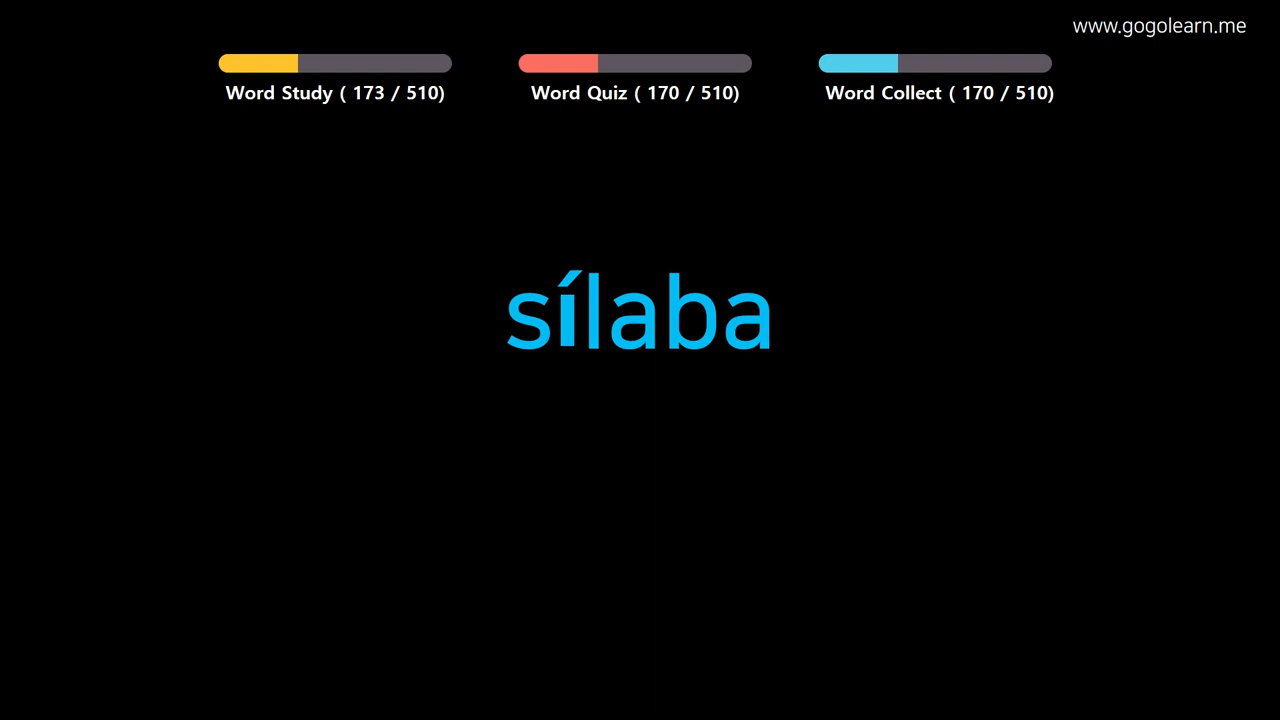 www.gogolearn.me
Word Study ( 173 / 510)
Word Quiz ( 170 / 510)
Word Collect ( 170 / 510)
sílaba